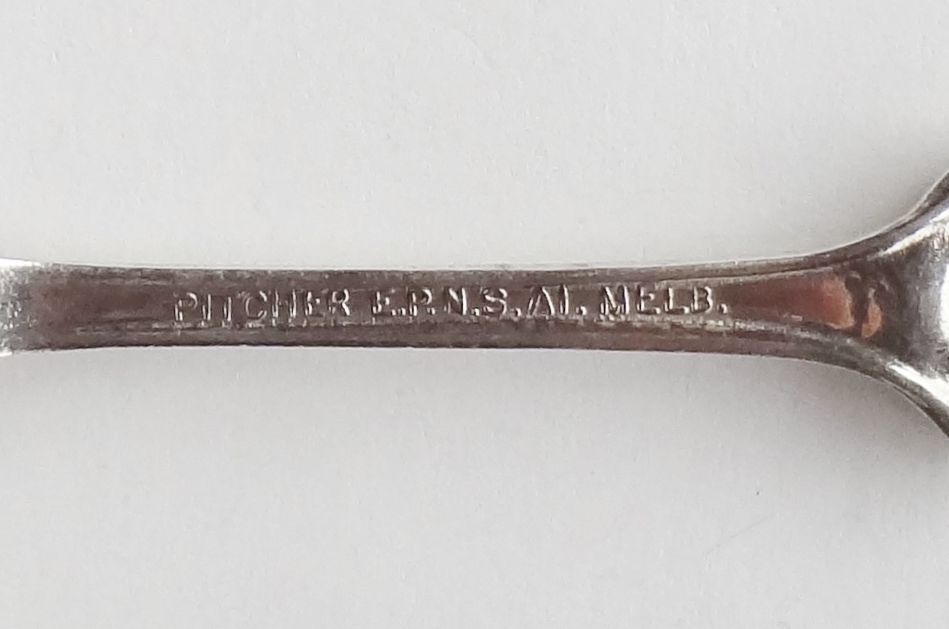 PITCHER E.P.N.S. A1. MELB.